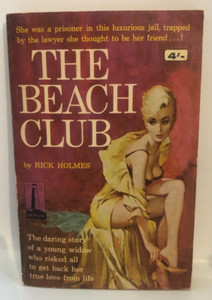 She was a prisoner in this luxurious jail, trapped
by the lawyer she thought to be her friend . . . !
4/-
THE
BEACH
CLUB
by RICK HOLMES
The daring story
of a young widow
who risked all
to get back her
true love from life